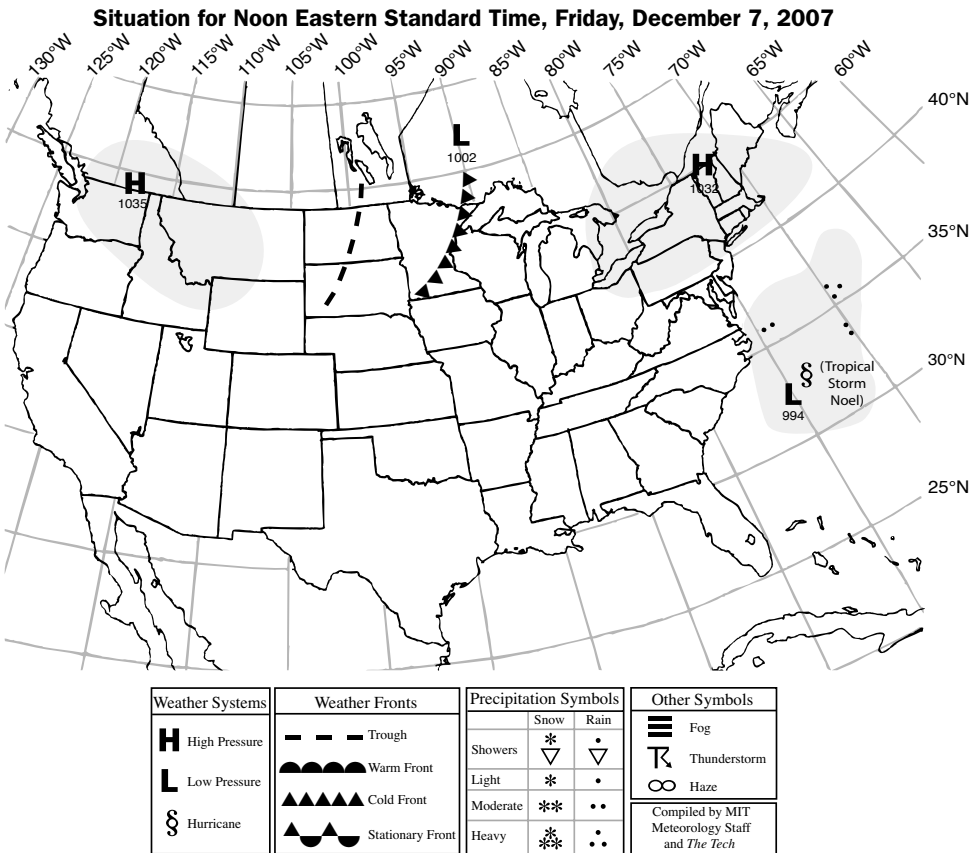 Situation for Noon Eastern Standard Time, Friday, December 7, 2007
130°W 125°W 120°W 115°W 110°W 105°W 100°W 95°W 90°W 85°W 80°W 75°W 70°W 65°W 60°W
40°N
35°N
30°N
25°N
L
1002
H
1035
H
1032
(Tropical
Storm
Noel)
L
994
Weather Systems
H High Pressure
L Low Pressure
§ Hurricane
Weather Fronts
Trough
Warm Front
Cold Front
Stationary Front
Precipitation Symbols
Snow Rain
Showers
Light
Moderate
Heavy
Other Symbols
Fog
Thunderstorm
Haze
Compiled by MIT
Meteorology Staff
and The Tech